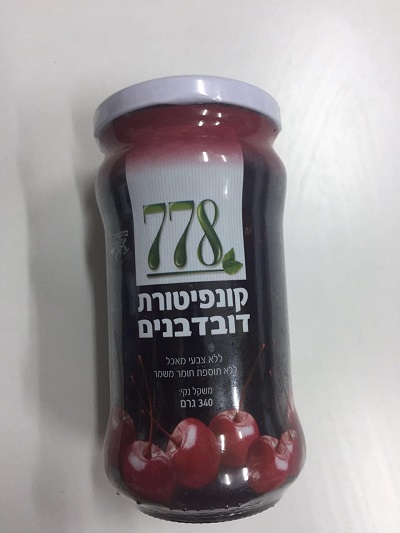 778
קונפיטורת
דובדבנים
ללא צבעי מאכל
ללא תוספת חומר משמר
משקל נקי:
340 גרם